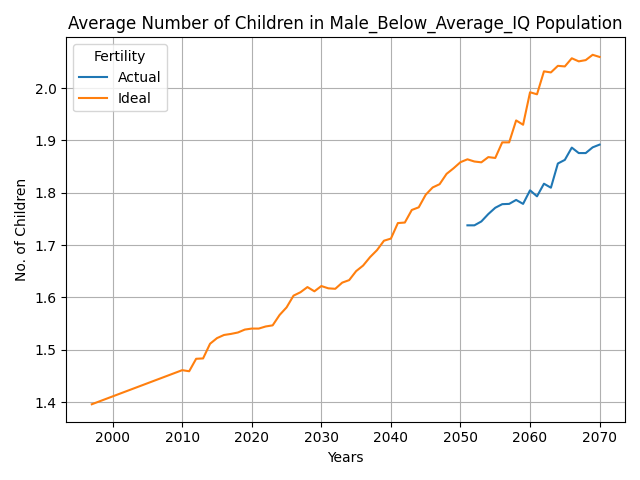 Average Number of Children in Male_Below_Average_IQ Population
Fertility
Actual
Ideal
No. of Children
2.0
1.9
1.8
1.7
1.6
1.5
1.4
2000
2010
2020
2030
2040
2050
2060
2070
Years